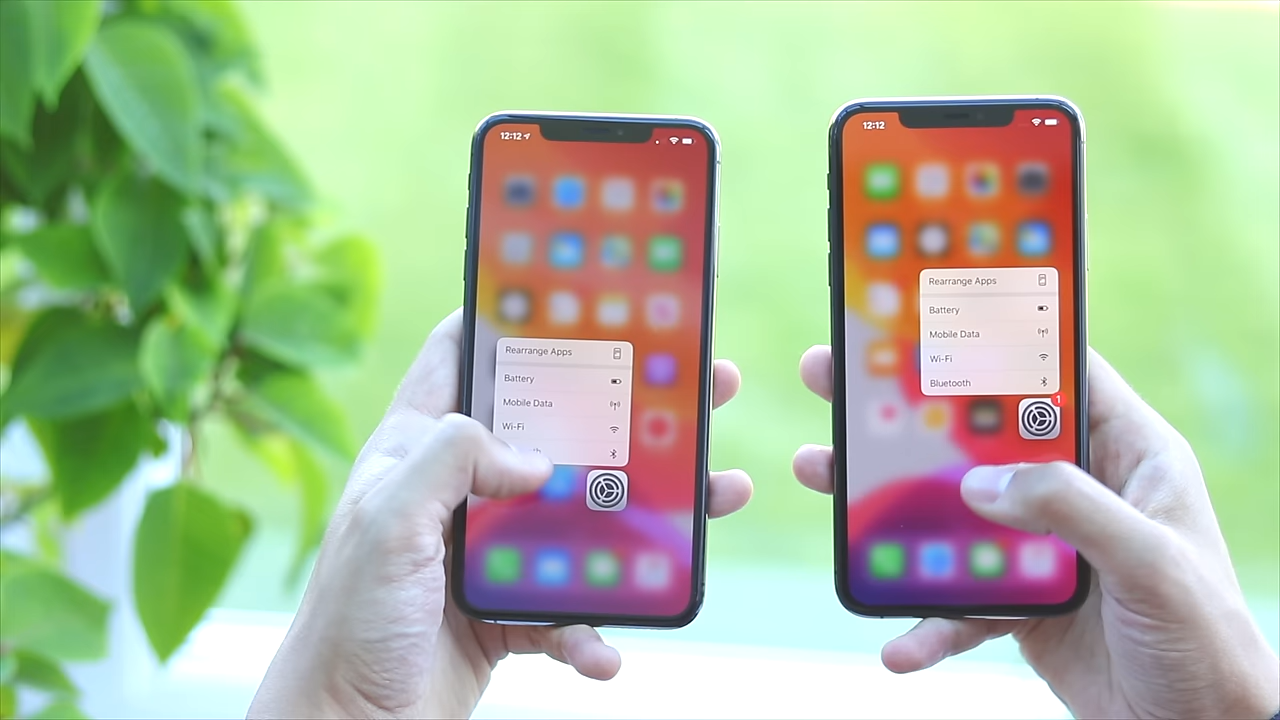 12:12
Rearrange Apps
Battery
Mobile Data
Wi-Fi
th
12:12
Rearrange Apps
Battery
Mobile Data
Wi-Fi
Bluetooth
1